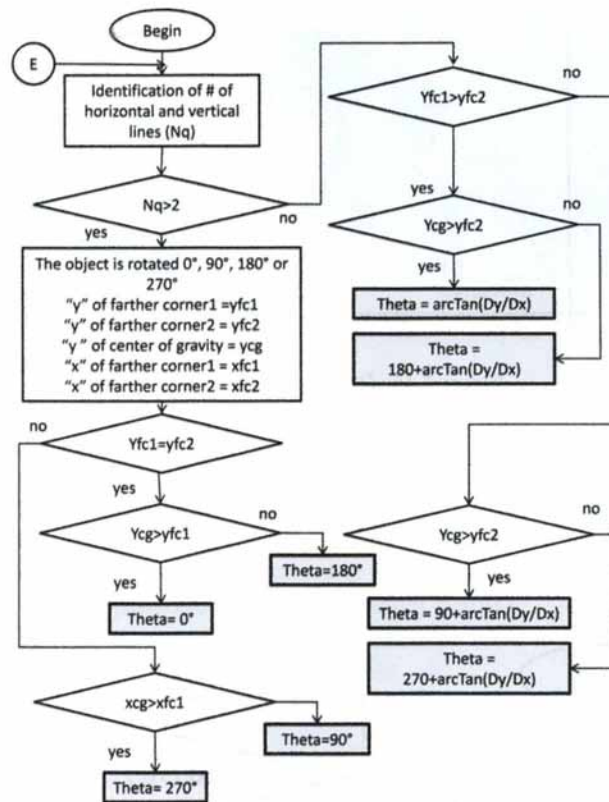 Begin
E
Identification of # of
horizontal and vertical
lines (Nq)
Nq>2
no
yes
The object is rotated 0°, 90°, 180° or
270°
"y" of farther corner1 =yfc1
"y" of farther corner2 = yfc2
"y" of center of gravity = ycg
"x" of farther corner1 = xfc1
"x" of farther corner2 = xfc2
no
Yfc1=yfc2
yes
Ycg>yfc1
no
Theta=180°
yes
Theta= 0°
xcg>xfc1
Theta=90°
yes
Theta= 270°
Yfc1>yfc2
no
yes
Ycg>yfc2
no
yes
Theta = arcTan(Dy/Dx)
Theta =
180+arcTan(Dy/Dx)
Ycg>yfc2
no
yes
Theta = 90+arcTan(Dy/Dx)
Theta =
270+arcTan(Dy/Dx)